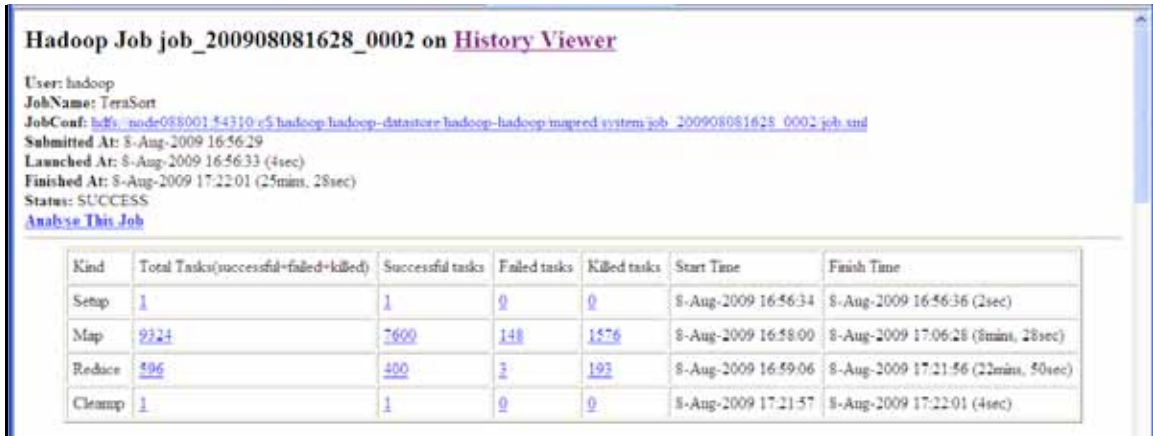 Hadoop Job job_200908081628_0002 on History Viewer
User: hadoop
JobName: TeraSort
JobConf: hdfs://node088001:54310/c$/hadoop/hadoop-datastore/hadoop-hadoop/mapred/system/job_200908081628_0002/job.xml
Submitted At: 8-Aug-2009 16:56:29
Launched At: 8-Aug-2009 16:56:33 (4sec)
Finished At: 8-Aug-2009 17:22:01 (25mins, 28sec)
Status: SUCCESS
Analyse This Job
Kind Total Tasks(successful+failed+killed) Successful tasks Failed tasks Killed tasks Start Time Finish Time
Setup 1 1 0 0 8-Aug-2009 16:56:34 8-Aug-2009 16:56:36 (2sec)
Map 9324 7600 148 1576 8-Aug-2009 16:58:00 8-Aug-2009 17:06:28 (8mins, 28sec)
Reduce 596 400 3 193 8-Aug-2009 16:59:06 8-Aug-2009 17:21:56 (22mins, 50sec)
Cleanup 1 1 0 0 8-Aug-2009 17:21:57 8-Aug-2009 17:22:01 (4sec)